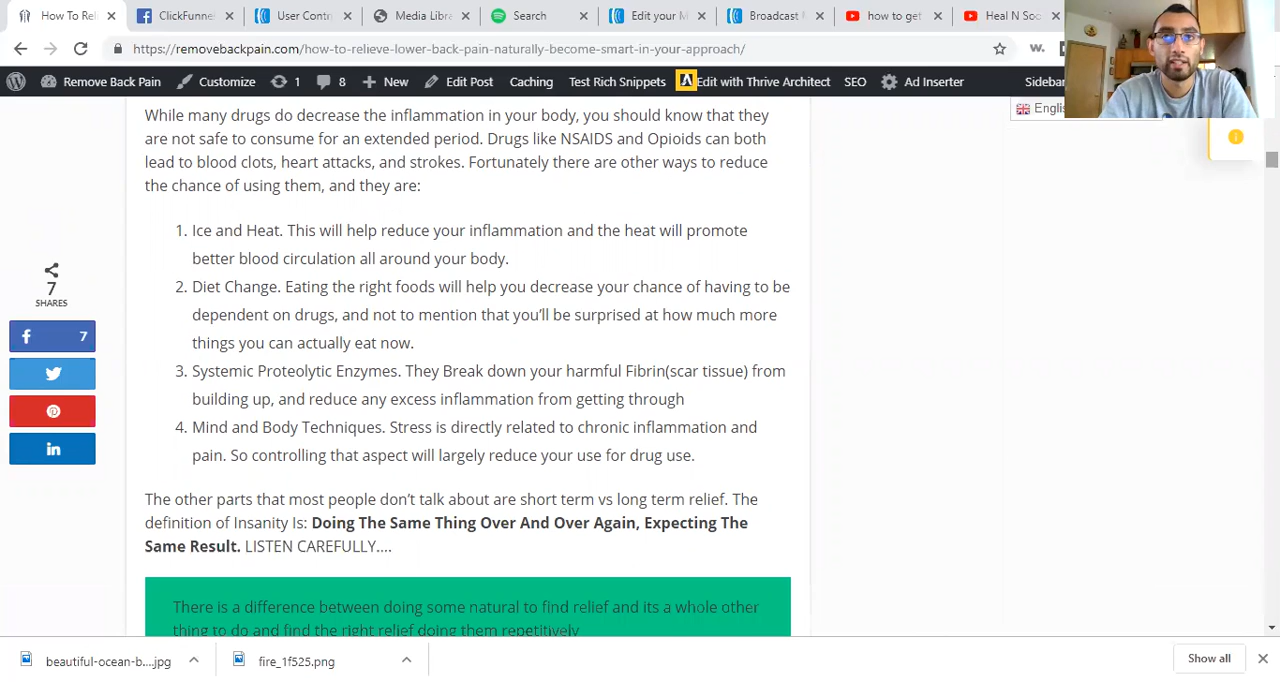 How To Reli
ClickFunne
User Contr
Media Libra
Search
Edit your M
Broadcast
how to get
Heal N Soo
https://removebackpain.com/how-to-relieve-lower-back-pain-naturally-become-smart-in-your-approach/
Remove Back Pain
Customize
1
8
New
Edit Post
Caching
Test Rich Snippets
Edit with Thrive Architect
SEO
Ad Inserter
Sidebar
Engli
While many drugs do decrease the inflammation in your body, you should know that they
are not safe to consume for an extended period. Drugs like NSAIDS and Opioids can both
lead to blood clots, heart attacks, and strokes. Fortunately there are other ways to reduce
the chance of using them, and they are:
1. Ice and Heat. This will help reduce your inflammation and the heat will promote
better blood circulation all around your body.
2. Diet Change. Eating the right foods will help you decrease your chance of having to be
dependent on drugs, and not to mention that you'll be surprised at how much more
things you can actually eat now.
3. Systemic Proteolytic Enzymes. They Break down your harmful Fibrin(scar tissue) from
building up, and reduce any excess inflammation from getting through
4. Mind and Body Techniques. Stress is directly related to chronic inflammation and
pain. So controlling that aspect will largely reduce your use for drug use.
The other parts that most people don't talk about are short term vs long term relief. The
definition of Insanity Is: Doing The Same Thing Over And Over Again, Expecting The
Same Result. LISTEN CAREFULLY....
There is a difference between doing some natural to find relief and its a whole other
thing to do and find the right relief doing them repetitively
7
SHARES
7
beautiful-ocean-b....jpg
fire_1f525.png
Show all